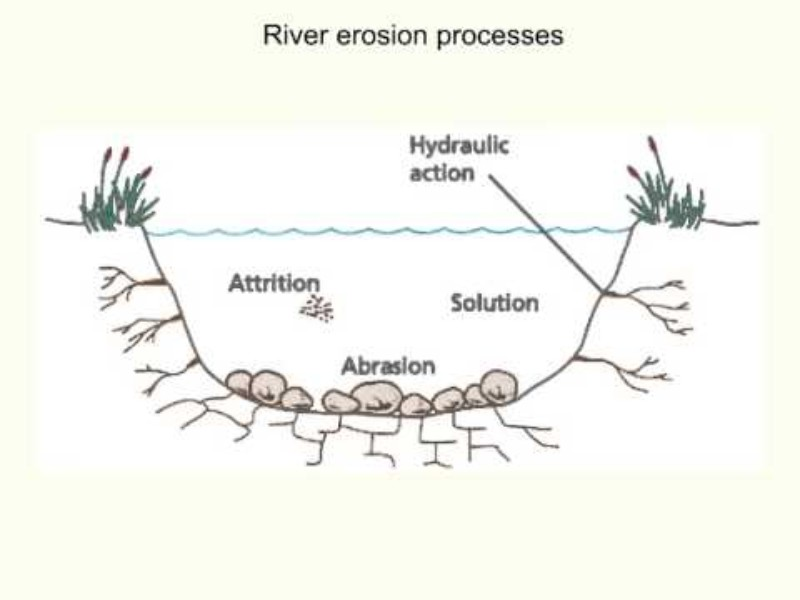 River erosion processes
Hydraulic
action
Attrition
Solution
Abrasion